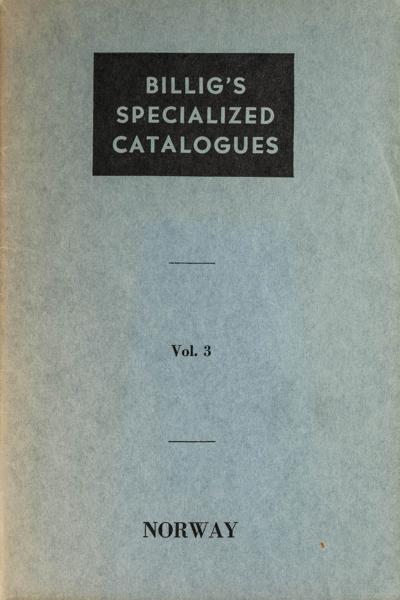 BILLIG'S
SPECIALIZED
CATALOGUES
Vol. 3
NORWAY